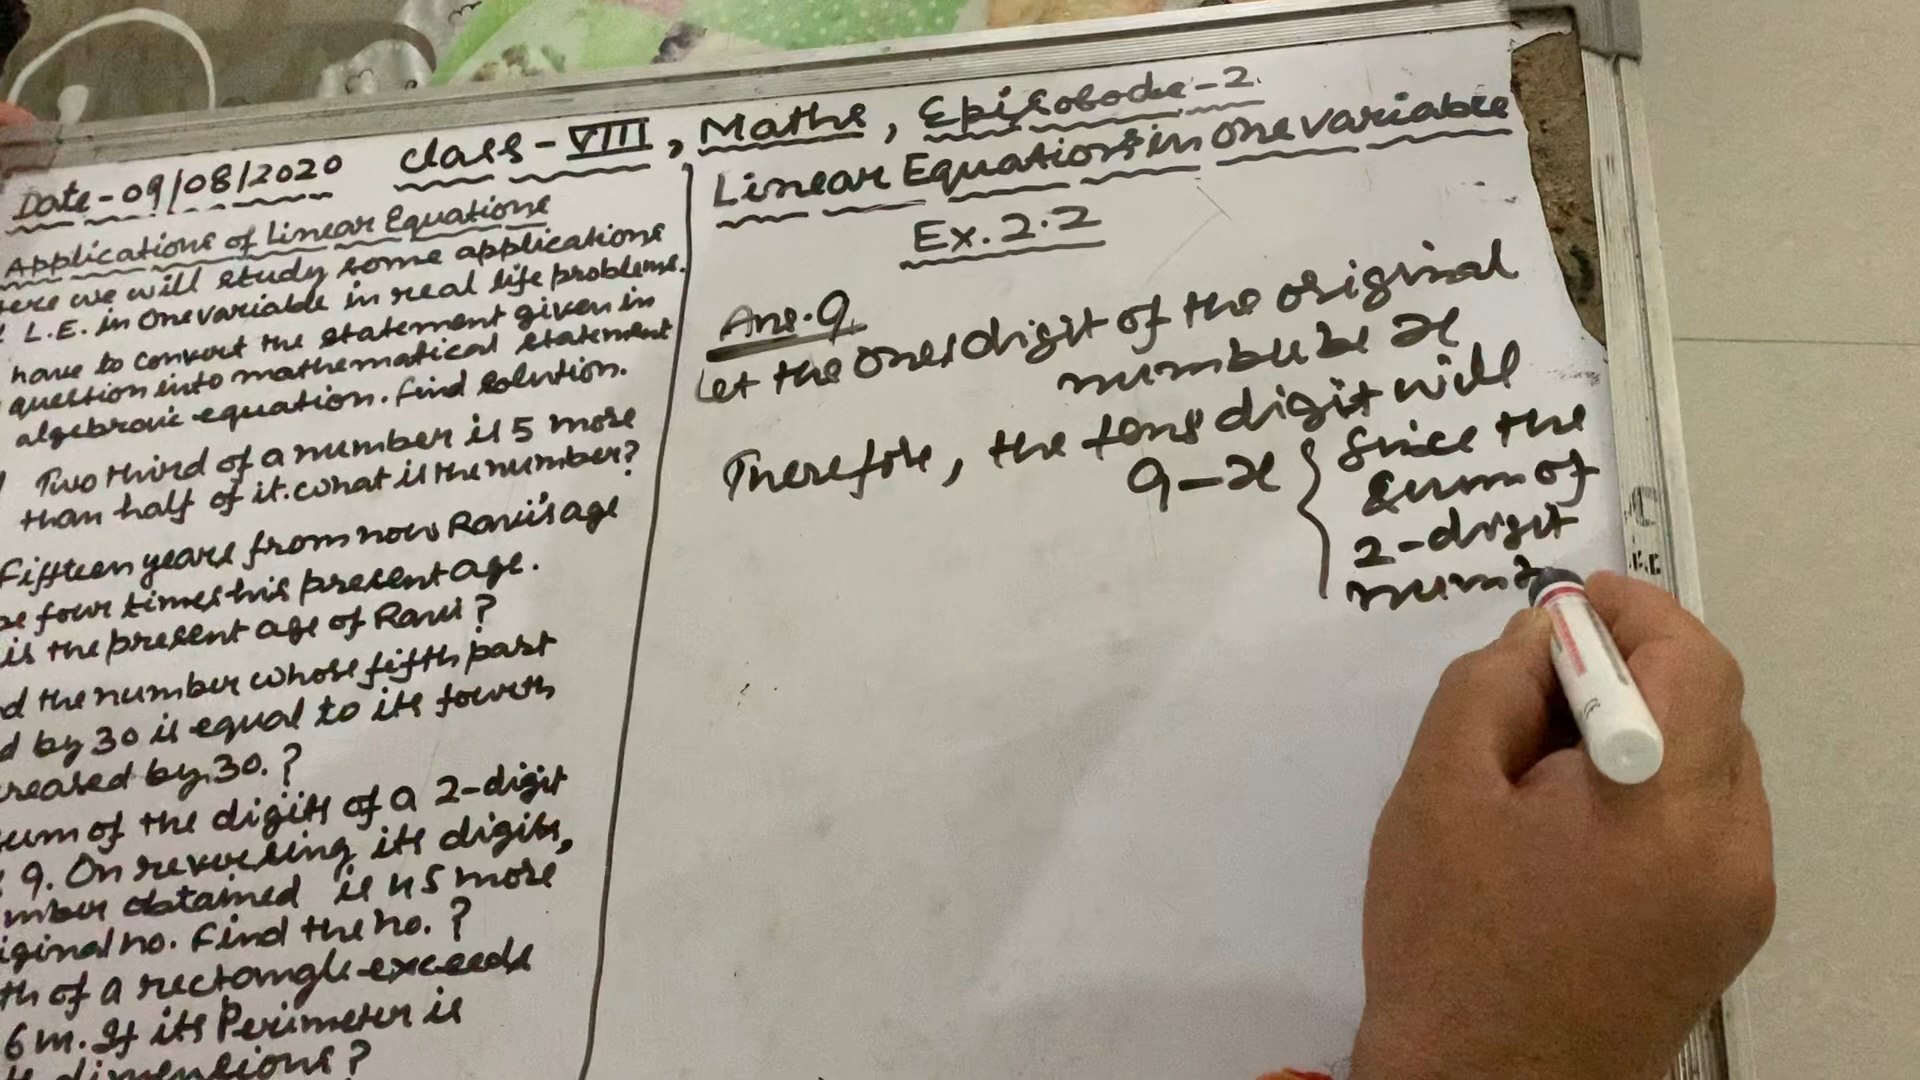 Date-09/08/2020 Class-VIII, Maths, Episobode-2
Applications of Linear Equations
we will study some applications
L.E. in one variable in real life problems.
have to convert the statement given in
question into mathematical statement
algebraic equation. Find solution.
Two third of a number is 5 more
than half of it. What is the number?
Fifteen years from now Ravi's age
four times his present age.
is the present age of Ravi?
the number whose fifth part
by 30 is equal to its fourth
by 30.?
of the digits of a 2-digit
9. On reversing its digits,
obtained is 45 more
no. Find the no.?
of a rectangle exceeds
6m. If its Perimeter is
dimensions?
Linear Equations in One variable
Ex. 2.2
Ans. 9
Let the ones digit of the original
number be x
Therefore, the tens digit will
9-x { Since the
sum of
2-digit